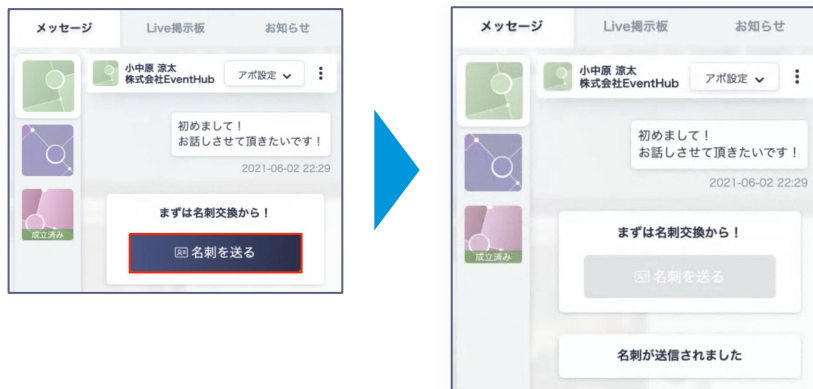 メッセージ
Live掲示板
お知らせ
小中原 涼太
株式会社EventHub
アポ設定
初めまして！
お話しさせて頂きたいです！
2021-06-02 22:29
成立済み
まずは名刺交換から！
名刺を送る
メッセージ
Live掲示板
お知らせ
小中原 涼太
株式会社EventHub
アポ設定
初めまして！
お話しさせて頂きたいです！
2021-06-02 22:29
成立済み
まずは名刺交換から！
名刺を送る
名刺が送信されました